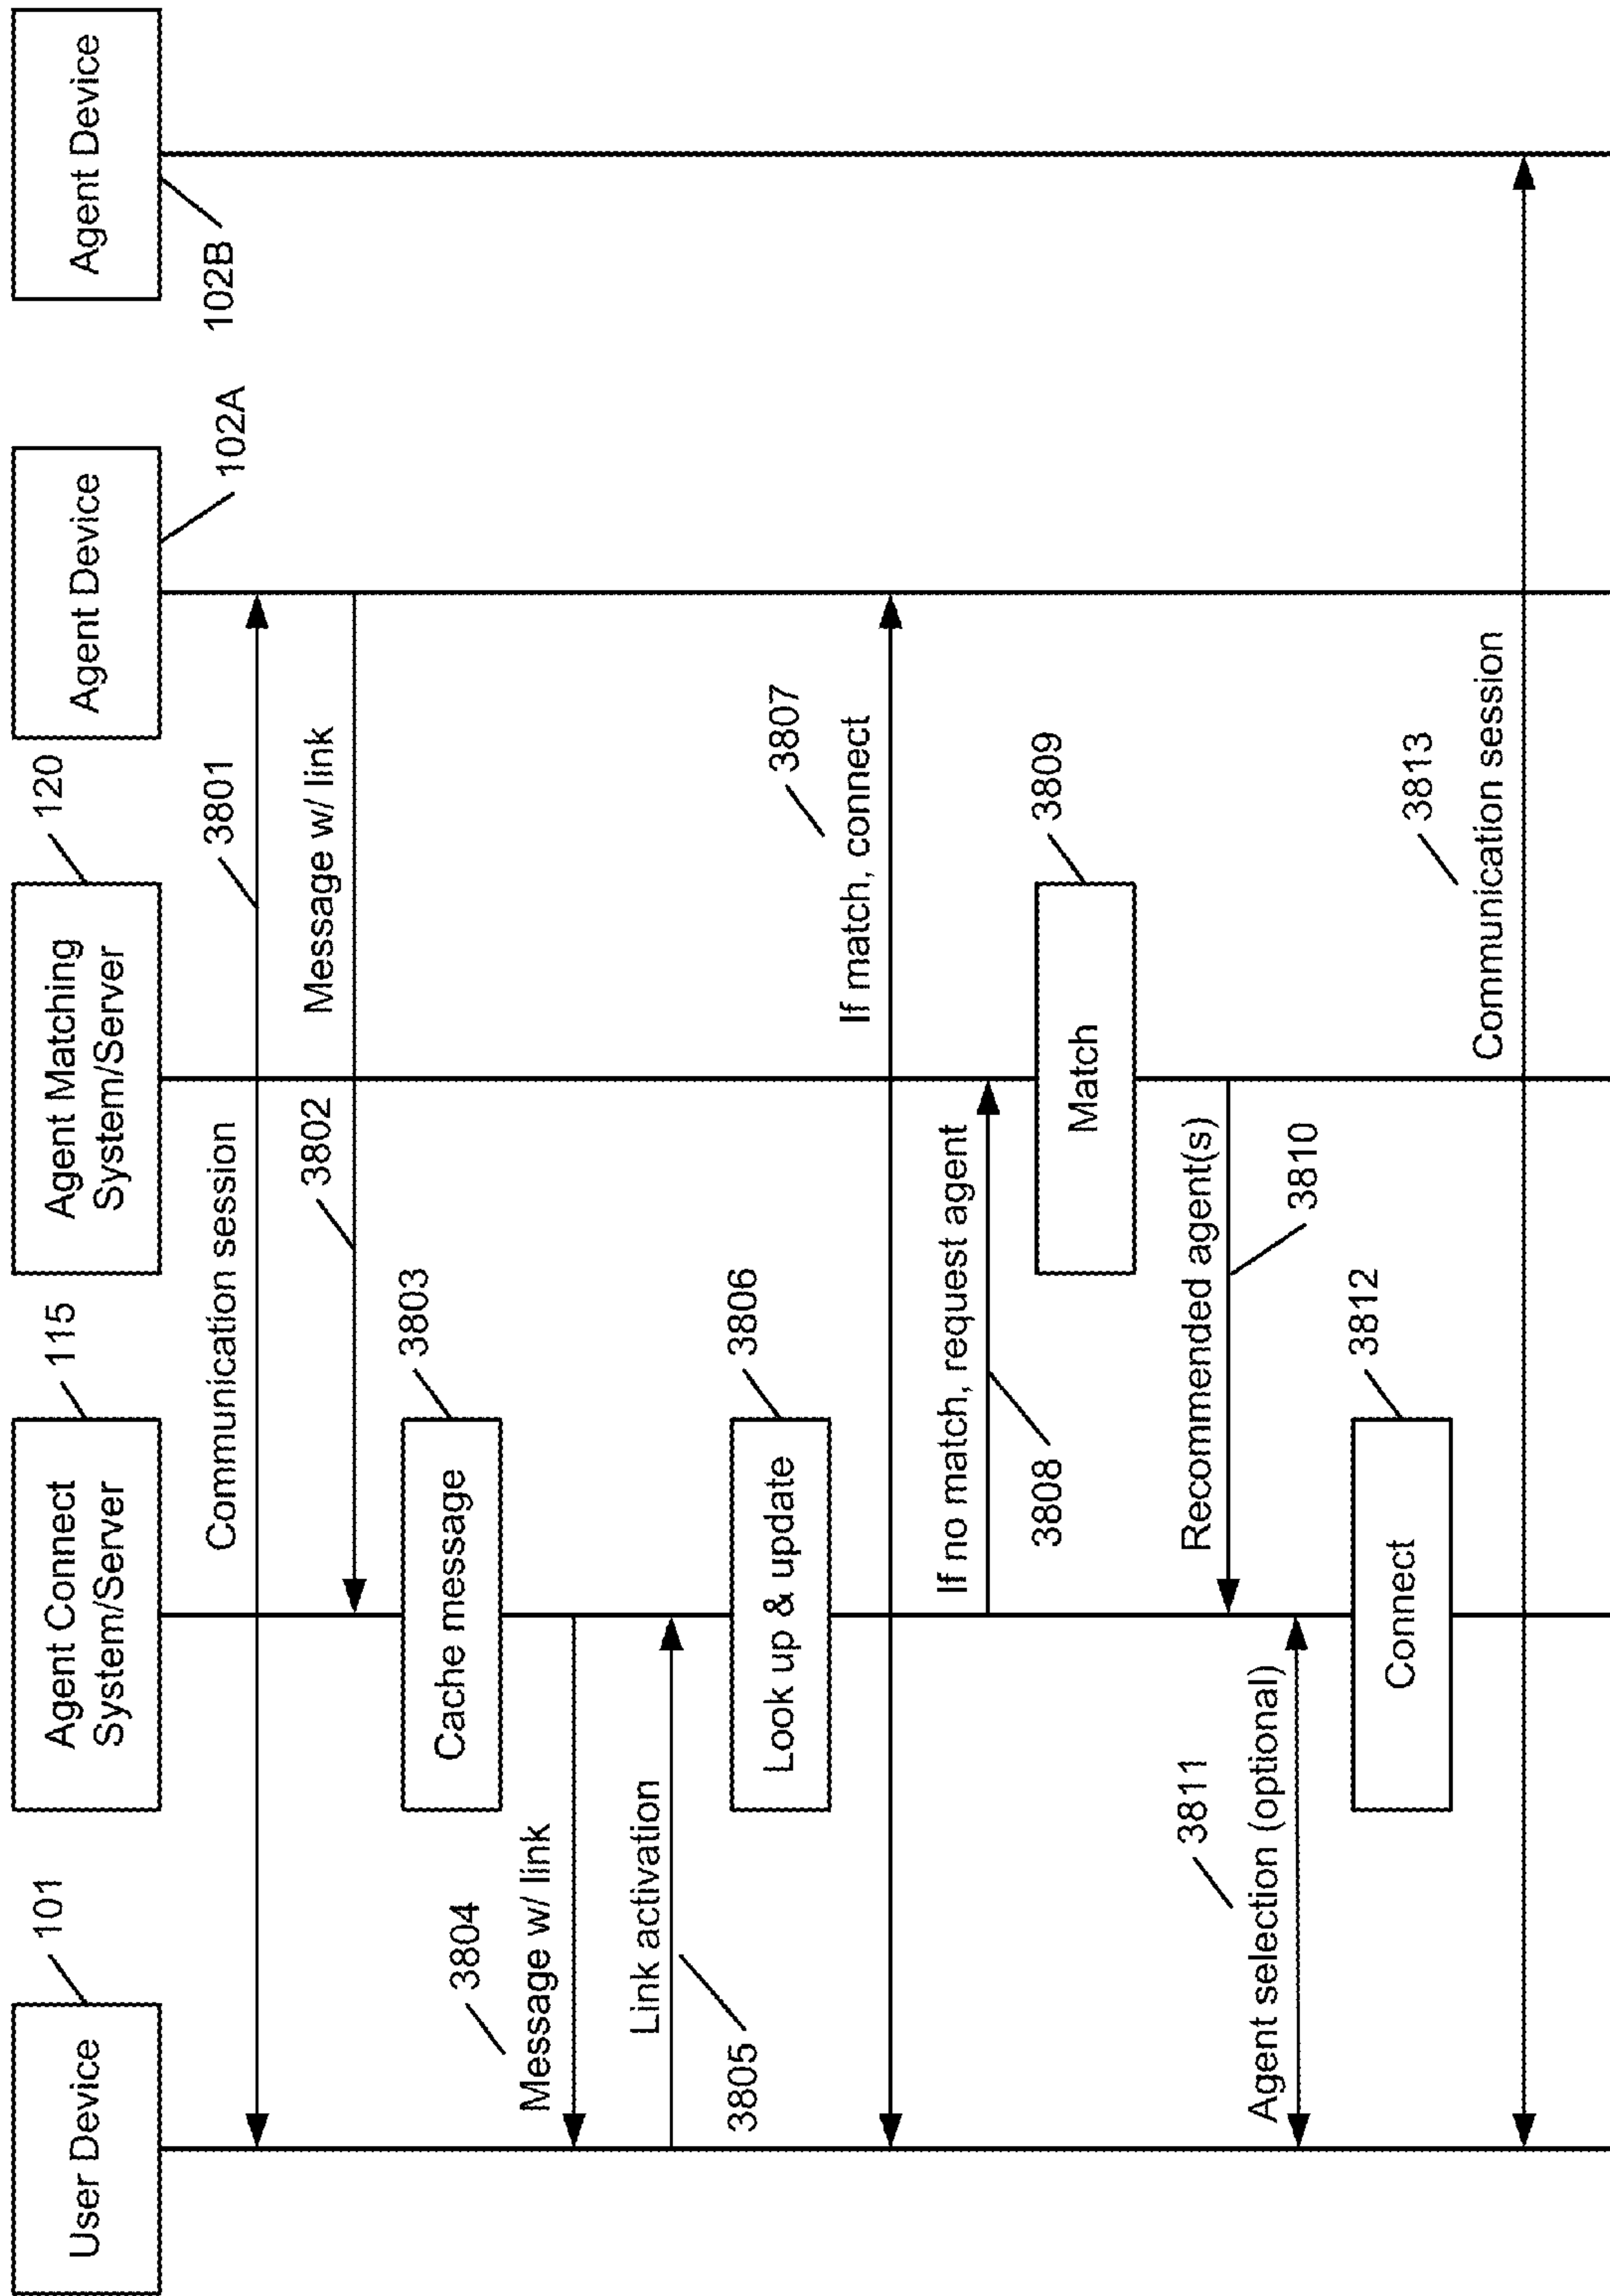 User Device
101
Agent Connect
System/Server
115
Agent Matching
System/Server
120
Agent Device
102A
Agent Device
102B
Communication session
3801
3802
Message w/ link
Cache message
3803
3804
Message w/ link
Link activation
3805
Look up & update
3806
3807
If match, connect
If no match, request agent
3808
Match
3809
Recommended agent(s)
3810
3811
Agent selection (optional)
Connect
3812
3813
Communication session